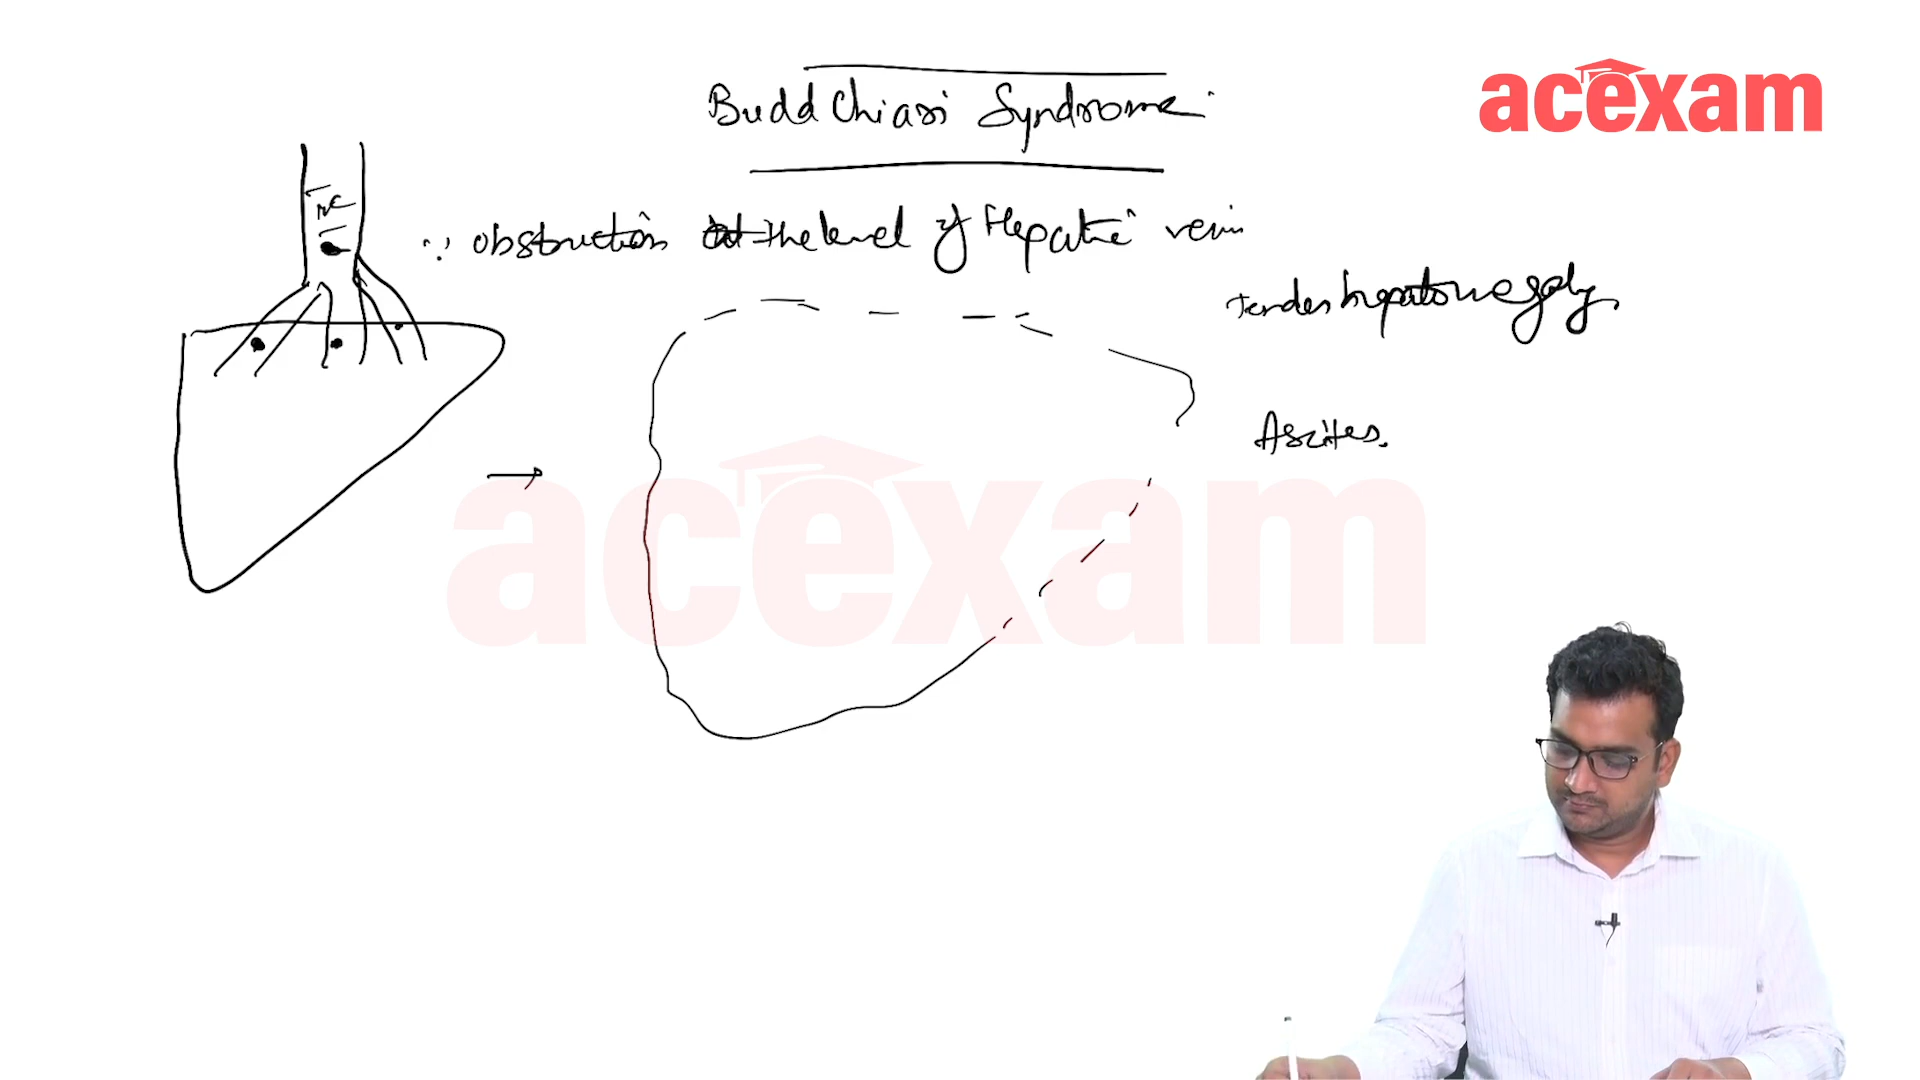 acexam
Budd Chiari Syndrome
IVC
∵ obstruction at the level of Hepatic vein
Tender hepatomegaly
Ascites.
acexam